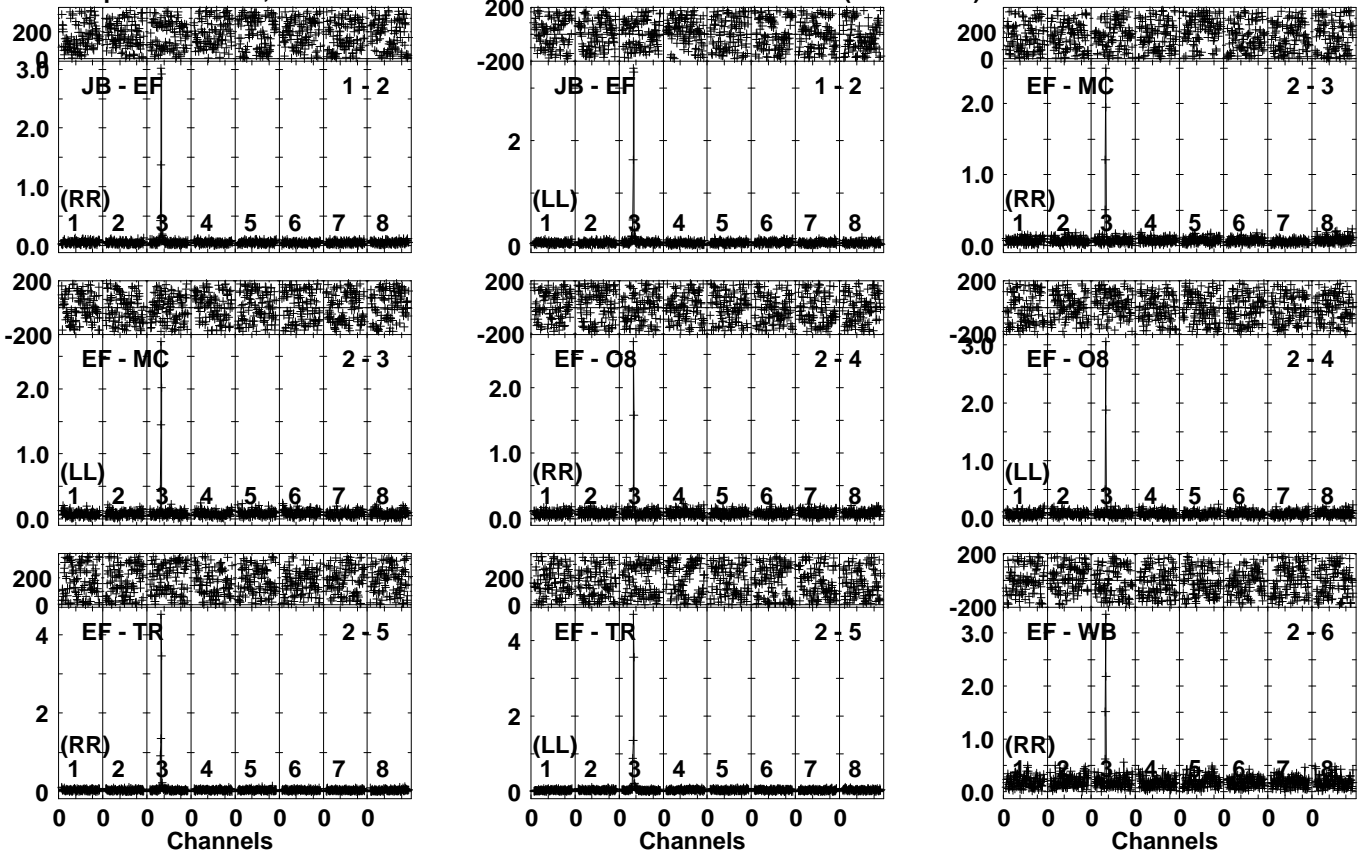 200 200 200
0 -200 0
3.0 JB - EF 1 - 2 JB - EF 1 - 2 EF - MC 2 - 3
2.0 2 2.0
1.0 1.0
(RR) (LL) (RR)
1 2 3 4 5 6 7 8 1 2 3 4 5 6 7 8 1 2 3 4 5 6 7 8
0.0 0 0.0
200 200 200
-200 -200 -200
EF - MC 2 - 3 EF - O8 2 - 4 3.0 EF - O8 2 - 4
2.0 2.0 2.0
1.0 1.0 1.0
(LL) (RR) (LL)
1 2 3 4 5 6 7 8 1 2 3 4 5 6 7 8 1 2 3 4 5 6 7 8
0.0 0.0 0.0
200 200 200
0 0 -200
4 EF - TR 2 - 5 4 EF - TR 2 - 5 3.0 EF - WB 2 - 6
2 2 2.0
(RR) (LL) 1.0 (RR)
1 2 3 4 5 6 7 8 1 2 3 4 5 6 7 8 1 2 3 4 5 6 7 8
0 0 0.0
0 0 0 0 0 0 0 0 0 0 0 0 0 0 0 0 0 0 0 0 0 0 0 0
Channels Channels Channels